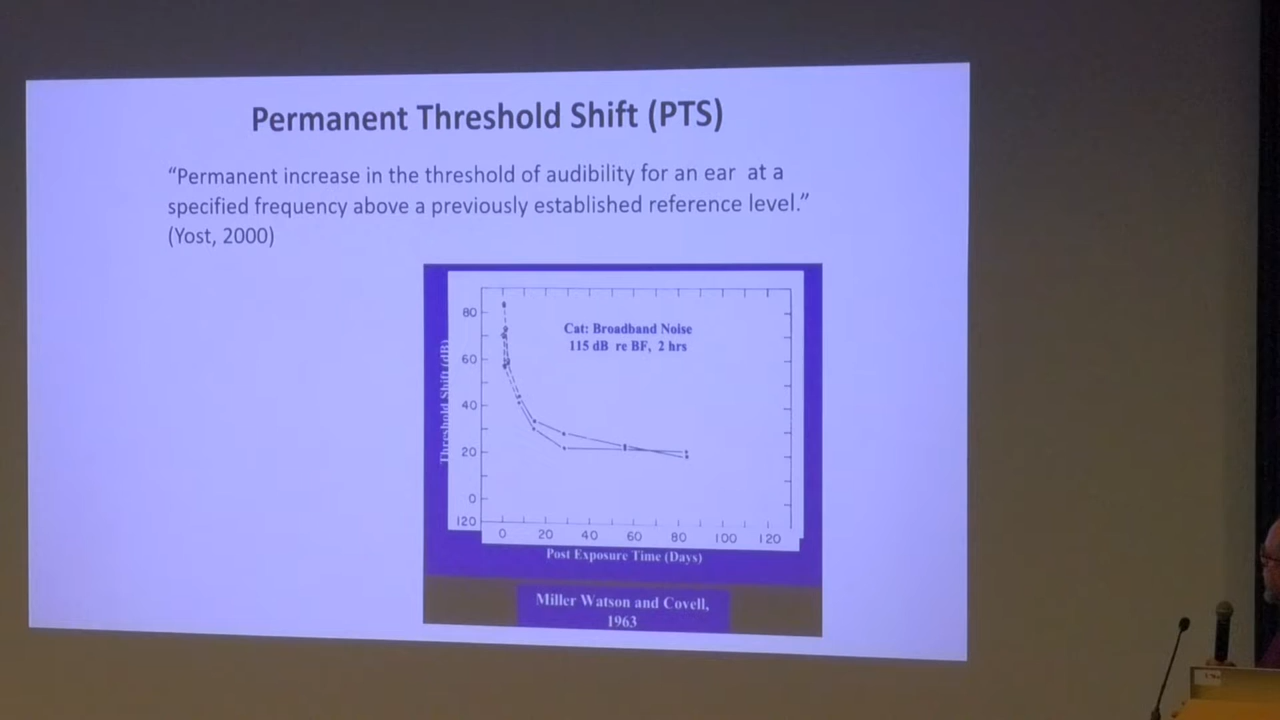 Permanent Threshold Shift (PTS)
“Permanent increase in the threshold of audibility for an ear at a
specified frequency above a previously established reference level.”
(Yost, 2000)
Cat: Broadband Noise
115 dB re BF, 2 hrs
Threshold Shift (dB)
80
60
40
20
0
120
0 20 40 60 80 100 120
Post Exposure Time (Days)
Miller Watson and Covell,
1963